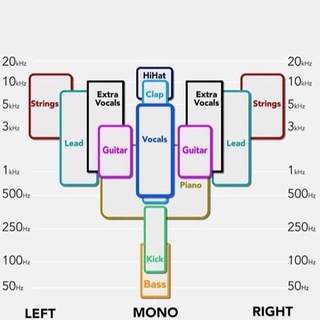 20kHz 20kHz
HiHat
10kHz 10kHz
Extra Vocals Clap Extra Vocals
Strings Strings
5kHz 5kHz
3kHz 3kHz
Lead Vocals Lead
Guitar Guitar
1kHz 1kHz
Piano
500Hz 500Hz
250Hz 250Hz
Kick
100Hz 100Hz
Bass
50Hz 50Hz
LEFT MONO RIGHT